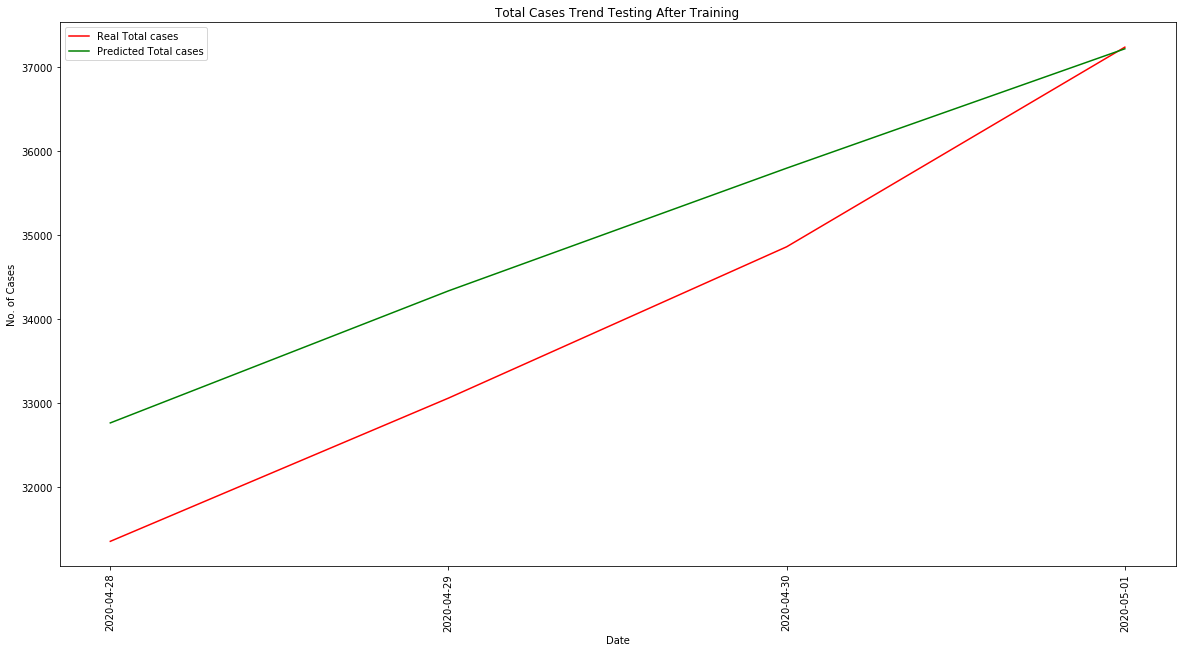 Total Cases Trend Testing After Training
Real Total cases
Predicted Total cases
37000
36000
35000
34000
33000
32000
No. of Cases
2020-04-28
2020-04-29
2020-04-30
2020-05-01
Date